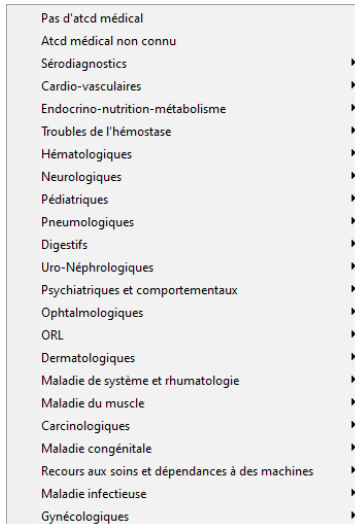 Pas d'atcd médical
Atcd médical non connu
Sérodiagnostics
Cardio-vasculaires
Endocrino-nutrition-métabolisme
Troubles de l'hémostase
Hématologiques
Neurologiques
Pédiatriques
Pneumologiques
Digestifs
Uro-Néphrologiques
Psychiatriques et comportementaux
Ophtalmologiques
ORL
Dermatologiques
Maladie de système et rhumatologie
Maladie du muscle
Carcinologiques
Maladie congénitale
Recours aux soins et dépendances à des machines
Maladie infectieuse
Gynécologiques